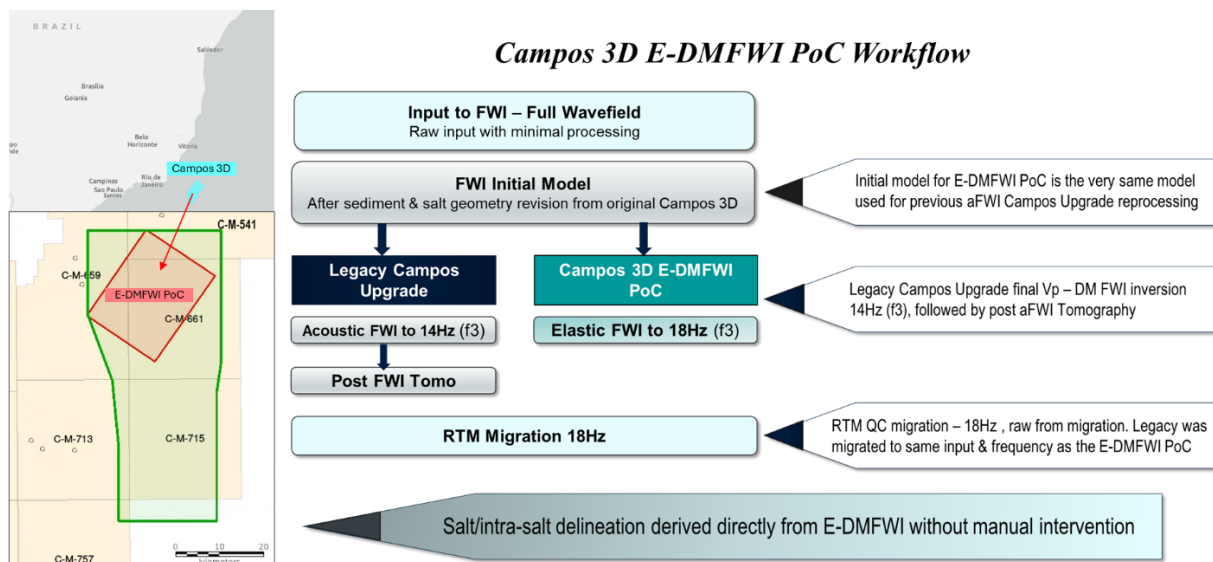 BRAZIL
Salvador
Brasília
Goiania
Belo
Horizonte
Vitória
Campos 3D
Campinas
Rio de
Janeiro
Sao Paulo
Santos
C-M-541
C-M-659
E-DMFWI PoC
C-M-661
C-M-713
C-M-715
C-M-757
0 10 20
kilometers
Campos 3D E-DMFWI PoC Workflow
Input to FWI – Full Wavefield
Raw input with minimal processing
FWI Initial Model
After sediment & salt geometry revision from original Campos 3D
Initial model for E-DMFWI PoC is the very same model
used for previous aFWI Campos Upgrade reprocessing
Legacy Campos
Upgrade
Campos 3D E-DMFWI
PoC
Legacy Campos Upgrade final Vp – DM FWI inversion
14Hz (f3), followed by post aFWI Tomography
Acoustic FWI to 14Hz (f3)
Elastic FWI to 18Hz (f3)
Post FWI Tomo
RTM Migration 18Hz
RTM QC migration – 18Hz , raw from migration. Legacy was
migrated to same input & frequency as the E-DMFWI PoC
Salt/intra-salt delineation derived directly from E-DMFWI without manual intervention